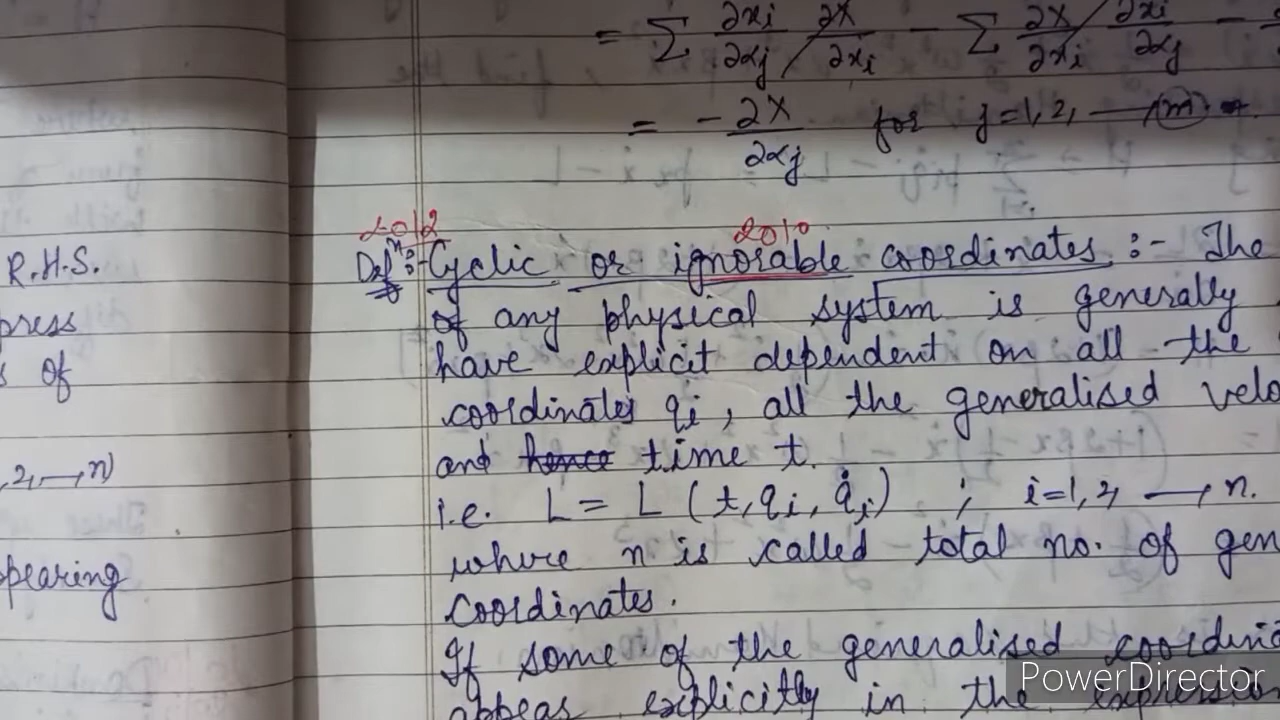 R.H.S.
press
s of
, 2, —, n)
pearing
= Σ ∂xi/∂αj ∂X/∂xi - Σ ∂X/∂xi ∂xi/∂αj -
= - ∂X/∂αj for j=1, 2, —, m.
2012 2010
Defⁿ:- Cyclic or ignorable coordinates :- The
of any physical system is generally
have explicit dependent on all the
coordinates qi, all the generalised velo
and hence time t.
i.e. L = L (t, qi, q̇i) ; i=1, 2, —, n.
where n is called total no. of gen
coordinates.
If some of the generalised coordina
appear explicitly in the expression
PowerDirector